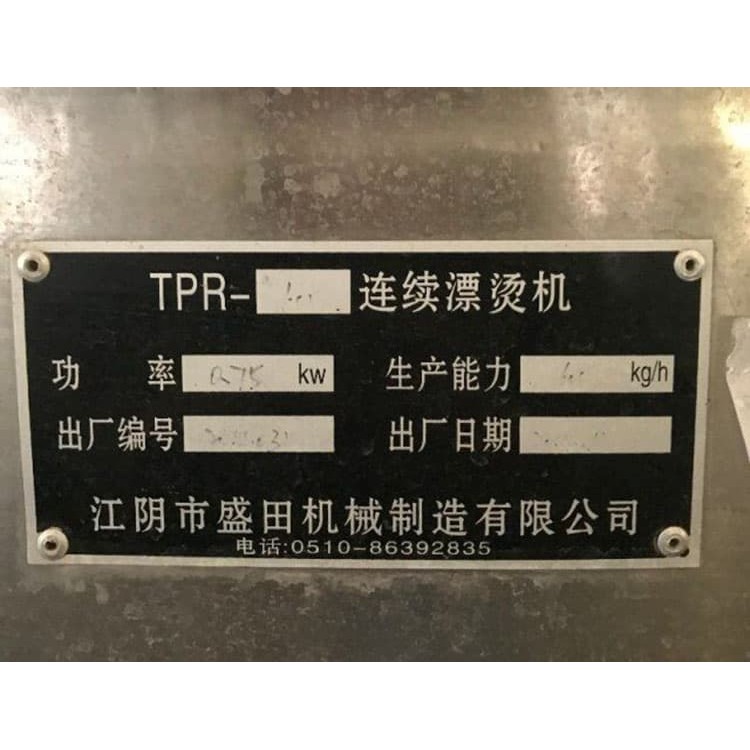 TPR- 连续漂烫机
功率 0.75 kw 生产能力 kg/h
出厂编号 出厂日期
江阴市盛田机械制造有限公司
电话:0510-86392835